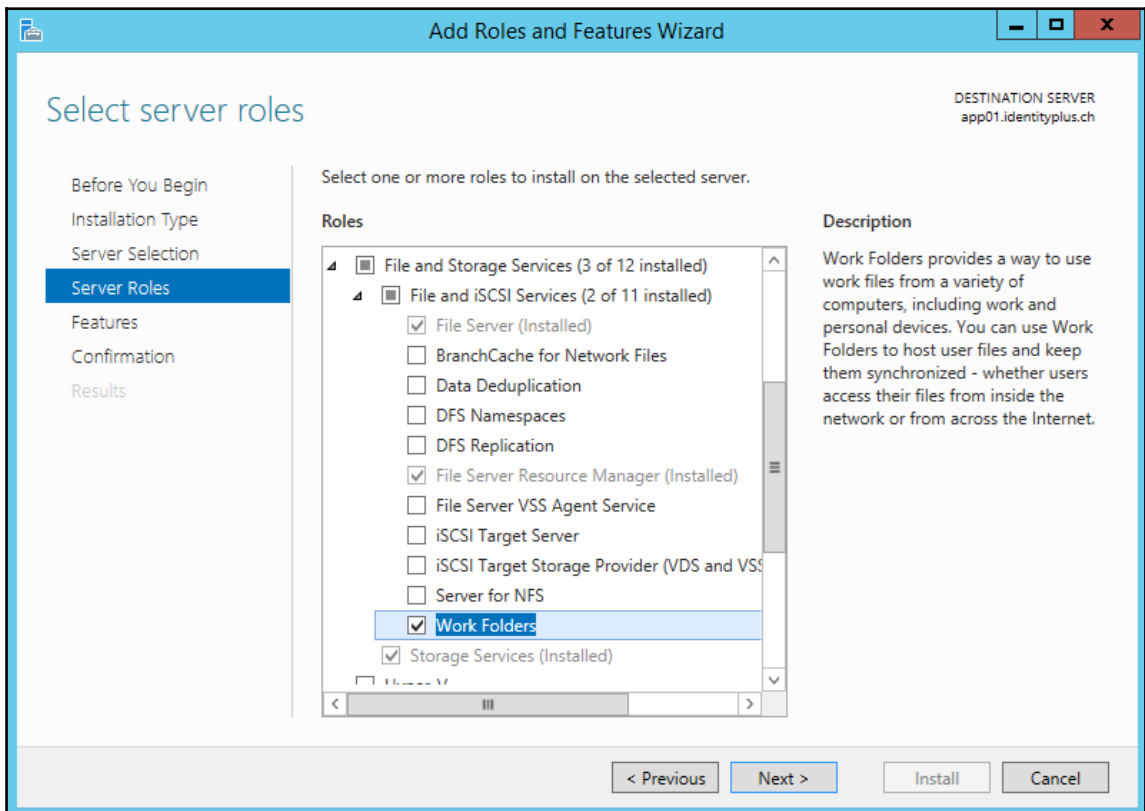 Add Roles and Features Wizard
Select server roles
DESTINATION SERVER
app01.identityplus.ch
Before You Begin
Installation Type
Server Selection
Server Roles
Features
Confirmation
Results
Select one or more roles to install on the selected server.
Roles
File and Storage Services (3 of 12 installed)
File and iSCSI Services (2 of 11 installed)
File Server (Installed)
BranchCache for Network Files
Data Deduplication
DFS Namespaces
DFS Replication
File Server Resource Manager (Installed)
File Server VSS Agent Service
iSCSI Target Server
iSCSI Target Storage Provider (VDS and VSS
Server for NFS
Work Folders
Storage Services (Installed)
Hyper-V
Description
Work Folders provides a way to use
work files from a variety of
computers, including work and
personal devices. You can use Work
Folders to host user files and keep
them synchronized - whether users
access their files from inside the
network or from across the Internet.
< Previous
Next >
Install
Cancel